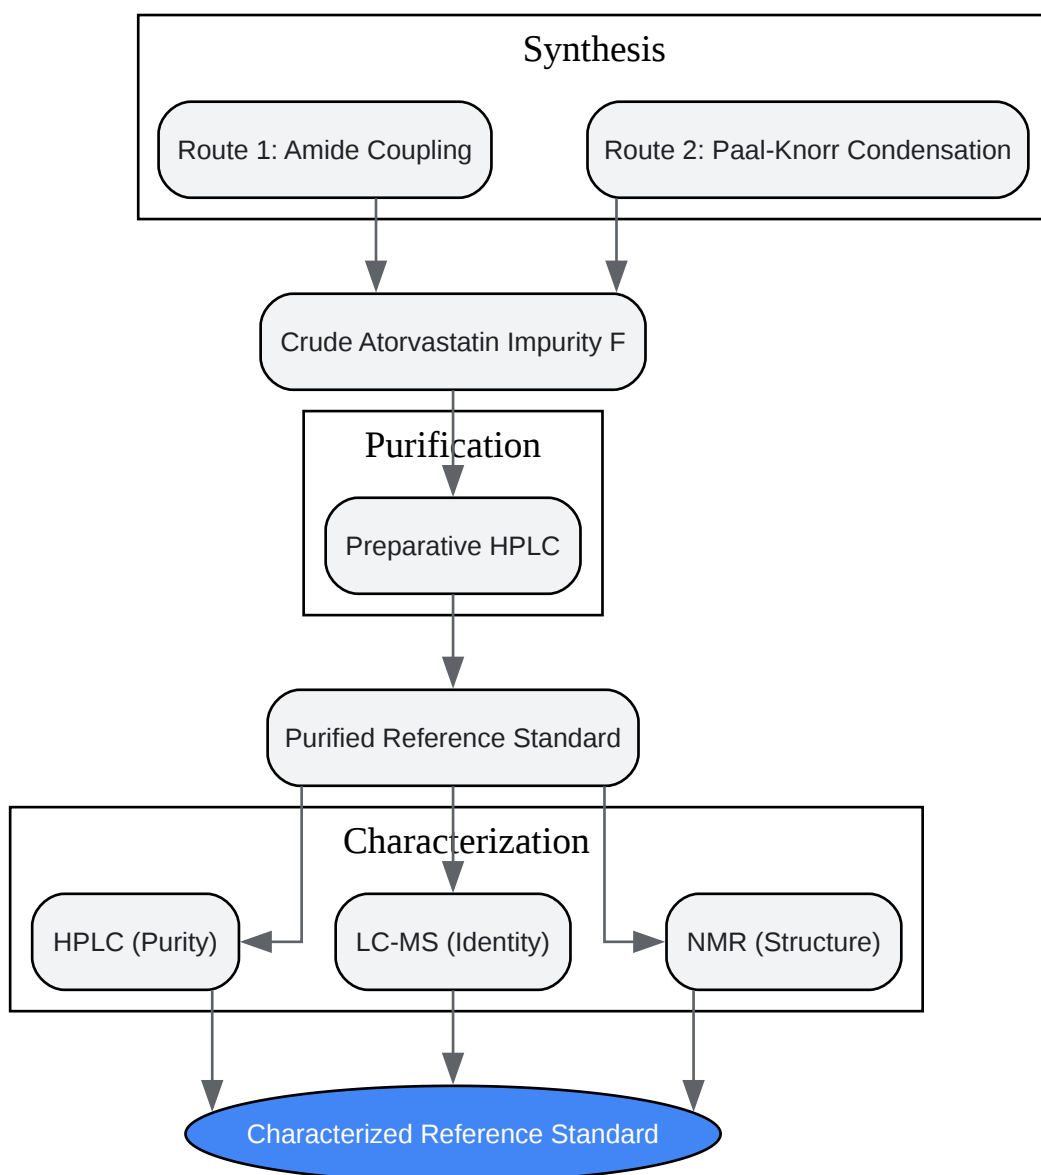 Synthesis
Route 1: Amide Coupling
Route 2: Paal-Knorr Condensation
Crude Atorvastatin Impurity F
Purification
Preparative HPLC
Purified Reference Standard
Characterization
HPLC (Purity)
LC-MS (Identity)
NMR (Structure)
Characterized Reference Standard